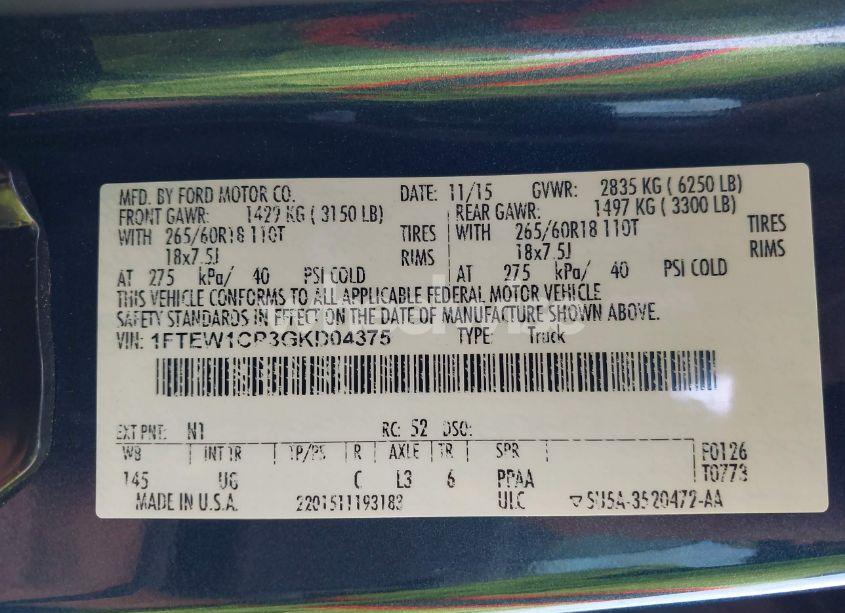 MFD. BY FORD MOTOR CO. DATE: 11/15 GVWR: 2835 KG ( 6250 LB)
FRONT GAWR: 1429 KG ( 3150 LB) REAR GAWR: 1497 KG ( 3300 LB)
WITH 265/60R18 110T TIRES WITH 265/60R18 110T TIRES
18x7.5J RIMS 18x7.5J RIMS
AT 275 kPa/ 40 PSI COLD AT 275 kPa/ 40 PSI COLD
THIS VEHICLE CONFORMS TO ALL APPLICABLE FEDERAL MOTOR VEHICLE
SAFETY STANDARDS IN EFFECT ON THE DATE OF MANUFACTURE SHOWN ABOVE.
VIN: 1FTEW1CP3GKD04375 TYPE: Truck
EXT PNT: N1 RC: 52 DSO:
WB INT TR TP/PS R AXLE TR SPR F0126
145 UG C L3 6 PPAA T0773
MADE IN U.S.A. 2201511193183 ULC 5U5A-3520472-AA